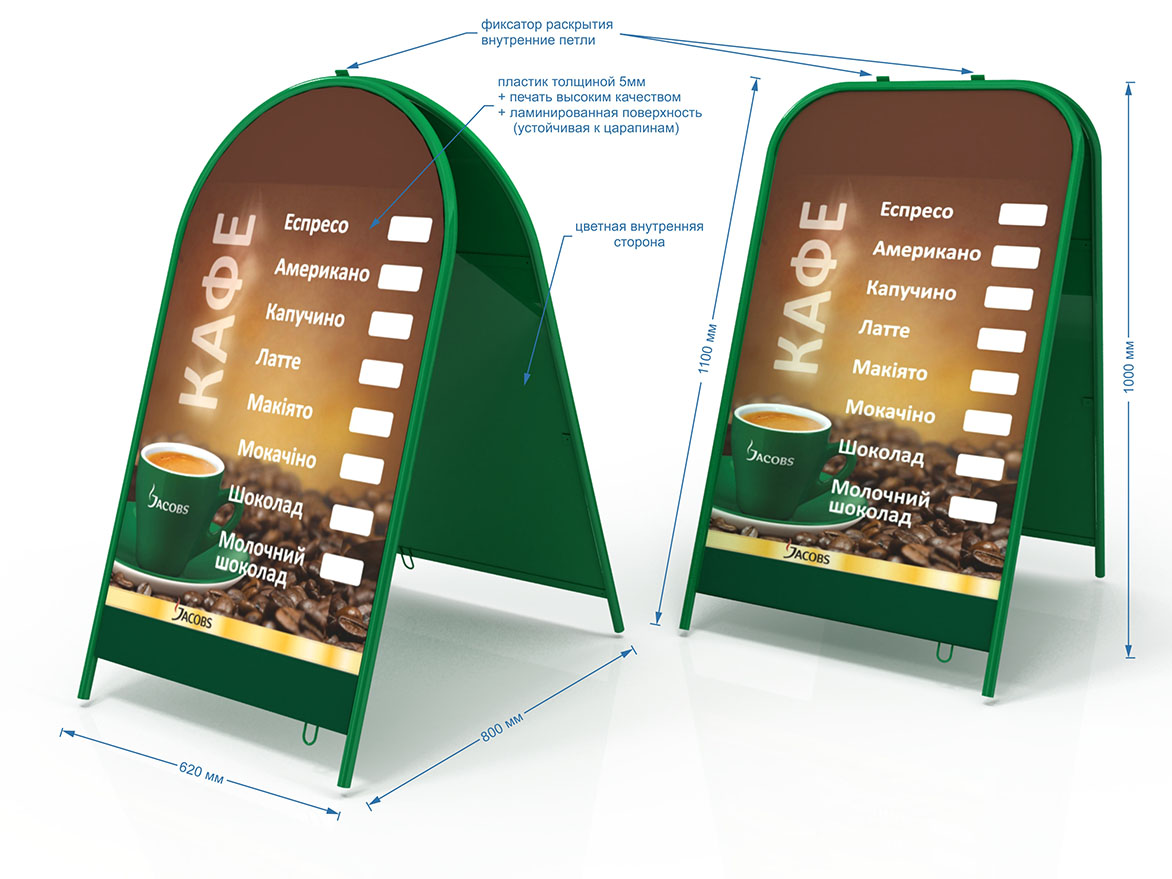 фиксатор раскрытия
внутренние петли
пластик толщиной 5мм
+ печать высоким качеством
+ ламинированная поверхность
(устойчивая к царапинам)
цветная внутренняя
сторона
КАФЕ
Еспресо
Американо
Капучино
Латте
Макіято
Мокачіно
Шоколад
Молочний
шоколад
JACOBS
JACOBS
620 мм
800 мм
1100 мм
КАФЕ
Еспресо
Американо
Капучино
Латте
Макіято
Мокачіно
Шоколад
Молочний
шоколад
JACOBS
JACOBS
1000 мм